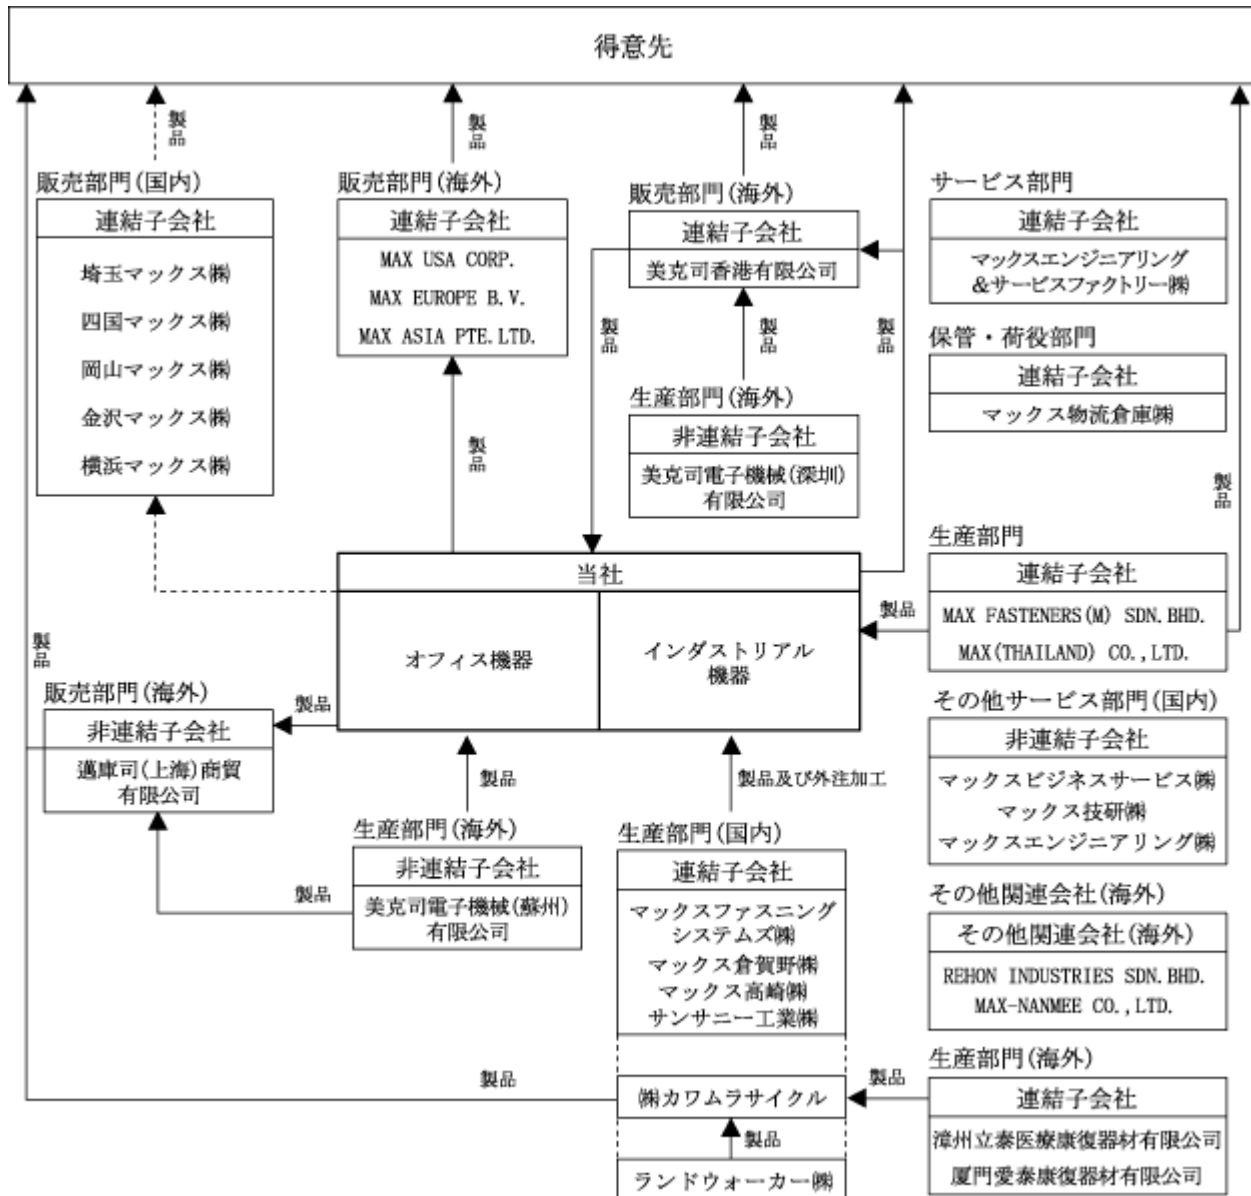 得意先
製品
製品
製品
販売部門(国内)
連結子会社
埼玉マックス㈱
四国マックス㈱
岡山マックス㈱
金沢マックス㈱
横浜マックス㈱
販売部門(海外)
連結子会社
MAX USA CORP.
MAX EUROPE B.V.
MAX ASIA PTE.LTD.
製品
販売部門(海外)
連結子会社
美克司香港有限公司
製品
製品
製品
生産部門(海外)
非連結子会社
美克司電子機械(深圳)
有限公司
サービス部門
連結子会社
マックスエンジニアリング
&サービスファクトリー㈱
保管・荷役部門
連結子会社
マックス物流倉庫㈱
製品
当社
オフィス機器
インダストリアル
機器
製品
生産部門
連結子会社
MAX FASTENERS(M) SDN.BHD.
MAX(THAILAND) CO.,LTD.
製品
販売部門(海外)
非連結子会社
邁庫司(上海)商貿
有限公司
製品
製品
製品及び外注加工
生産部門(海外)
非連結子会社
美克司電子機械(蘇州)
有限公司
製品
生産部門(国内)
連結子会社
マックスファスニング
システムズ㈱
マックス倉賀野㈱
マックス高崎㈱
サンサニー工業㈱
その他サービス部門(国内)
非連結子会社
マックスビジネスサービス㈱
マックス技研㈱
マックスエンジニアリング㈱
その他関連会社(海外)
その他関連会社(海外)
REHON INDUSTRIES SDN.BHD.
MAX-NANMEE CO.,LTD.
製品
㈱カワムラサイクル
製品
製品
ランドウォーカー㈱
生産部門(海外)
連結子会社
漳州立泰医療康復器材有限公司
厦門愛泰康復器材有限公司